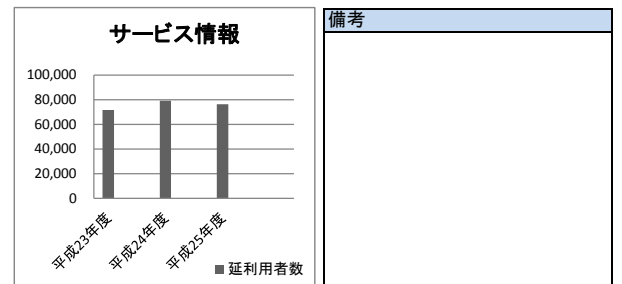 サービス情報
100,000
80,000
60,000
40,000
20,000
0
平成23年度
平成24年度
平成25年度
延利用者数
備考